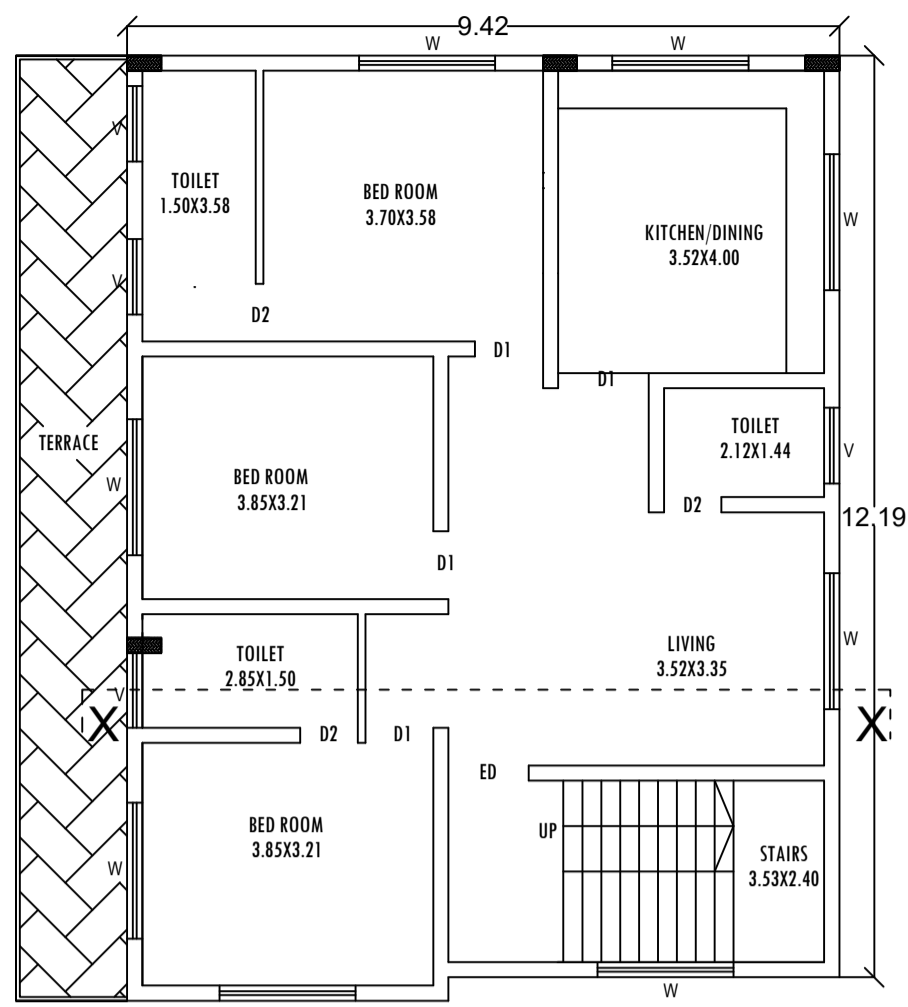 9.42
W
W
V
TOILET
1.50X3.58
BED ROOM
3.70X3.58
KITCHEN/DINING
3.52X4.00
W
V
D2
D1
D1
TOILET
2.12X1.44
V
TERRACE
W
BED ROOM
3.85X3.21
D2
12.19
D1
TOILET
2.85X1.50
LIVING
3.52X3.35
W
V
X
X
D2
D1
ED
BED ROOM
3.85X3.21
UP
STAIRS
3.53X2.40
W
W